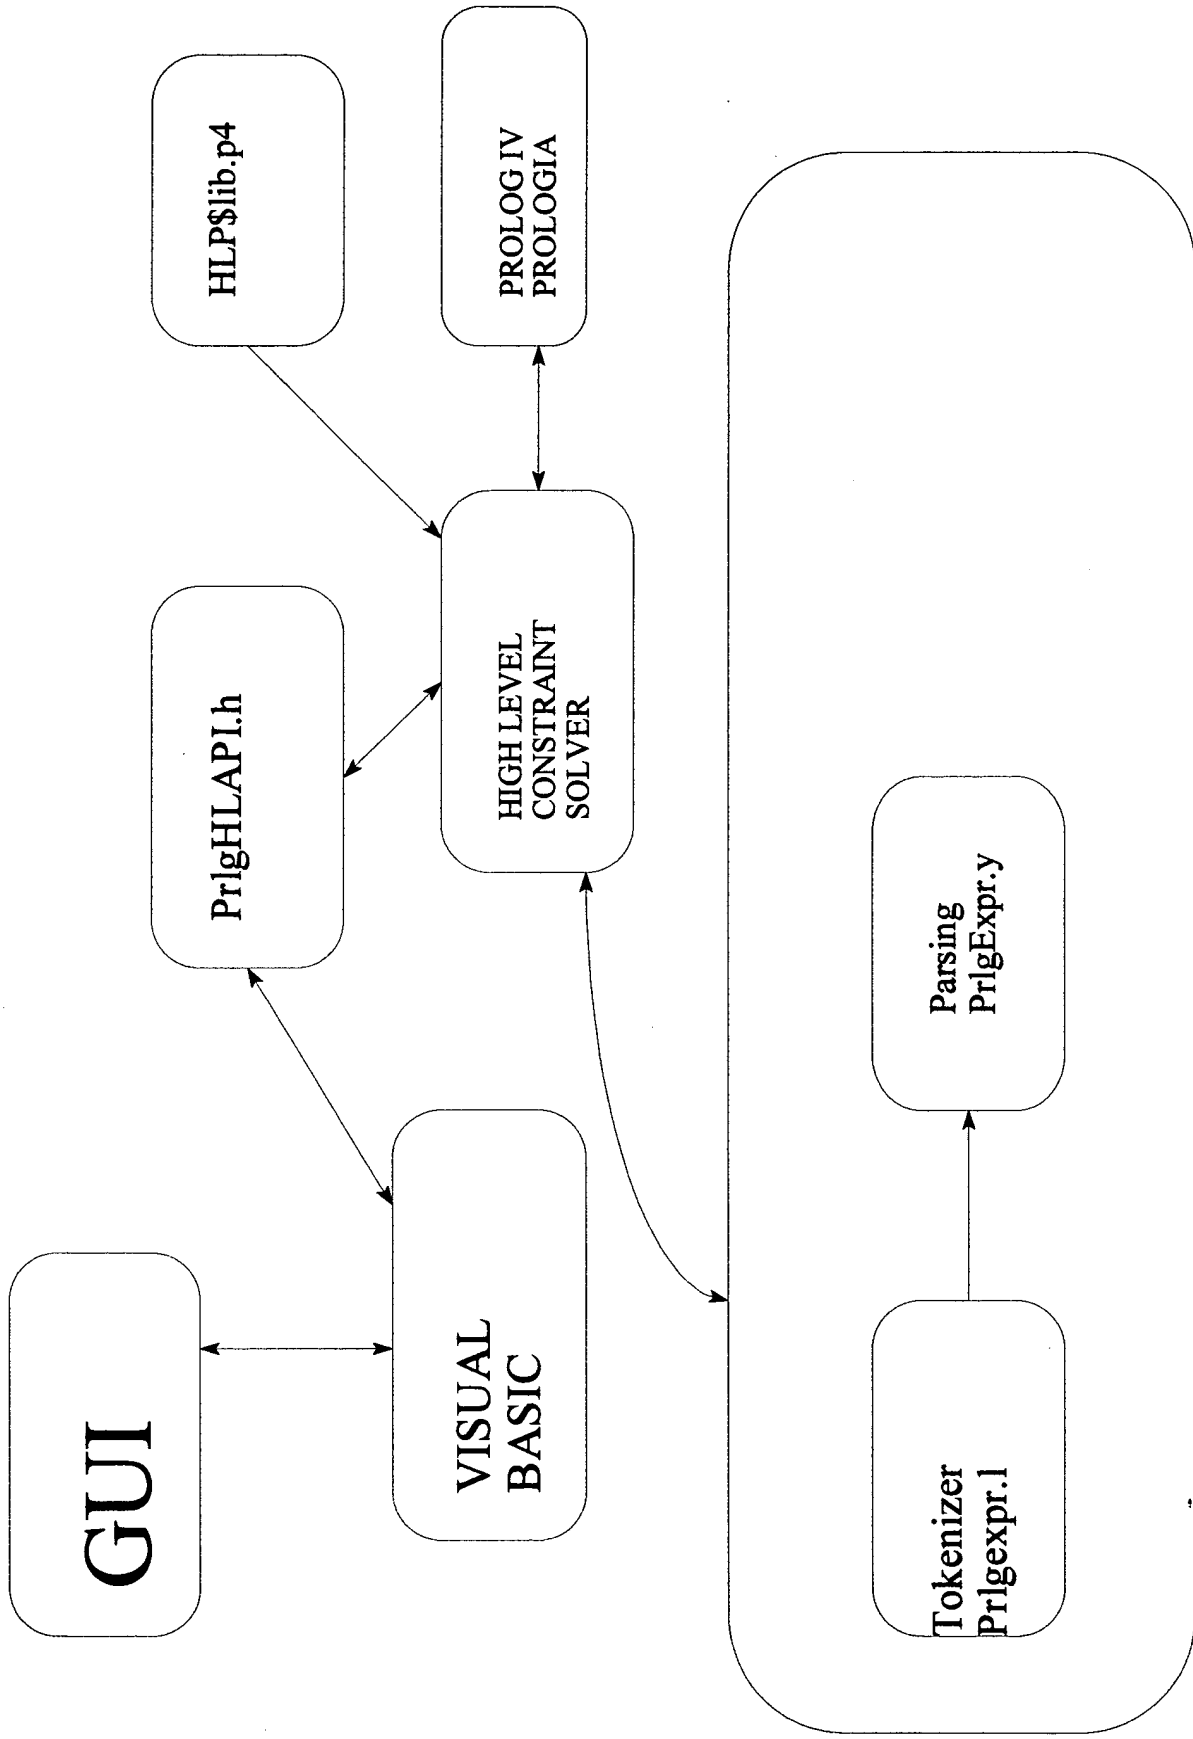 GUI
VISUAL
BASIC
PrlgHLAPI.h
HLP$lib.p4
HIGH LEVEL
CONSTRAINT
SOLVER
PROLOG IV
PROLOGIA
Tokenizer
Prlgexpr.l
Parsing
PrlgExpr.y